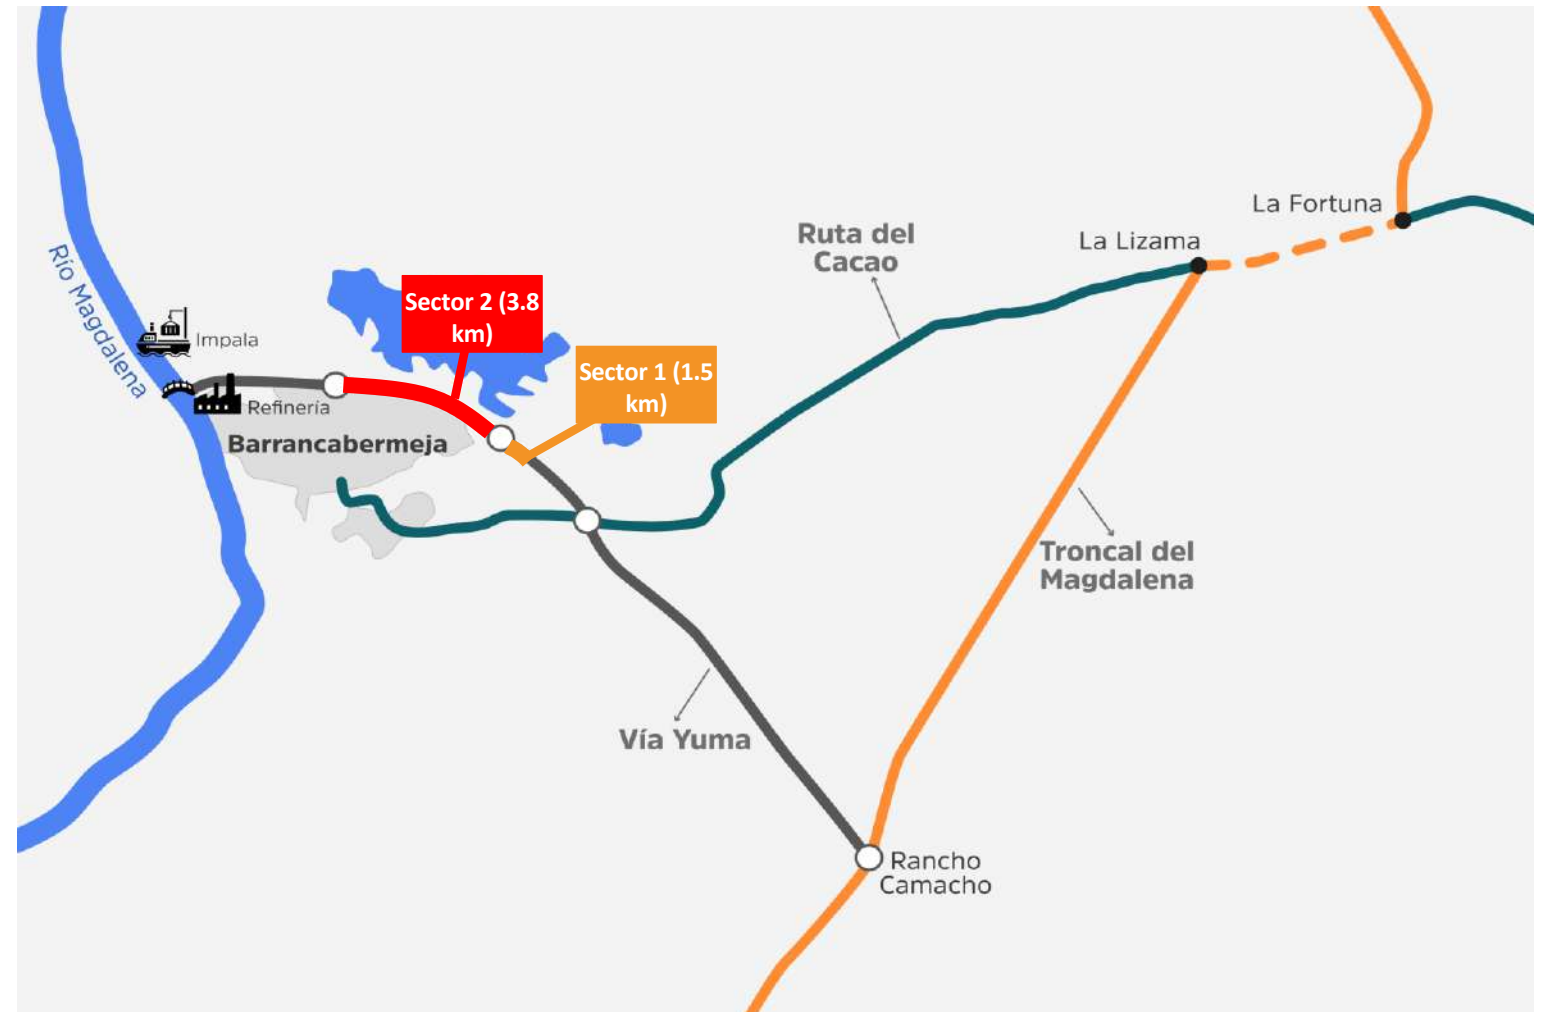 La Fortuna
Ruta del
Cacao
La Lizama
Río Magdalena
Sector 2 (3.8
km)
Impala
Sector 1 (1.5
km)
Refinería
Barrancabermeja
Troncal del
Magdalena
Vía Yuma
Rancho
Camacho